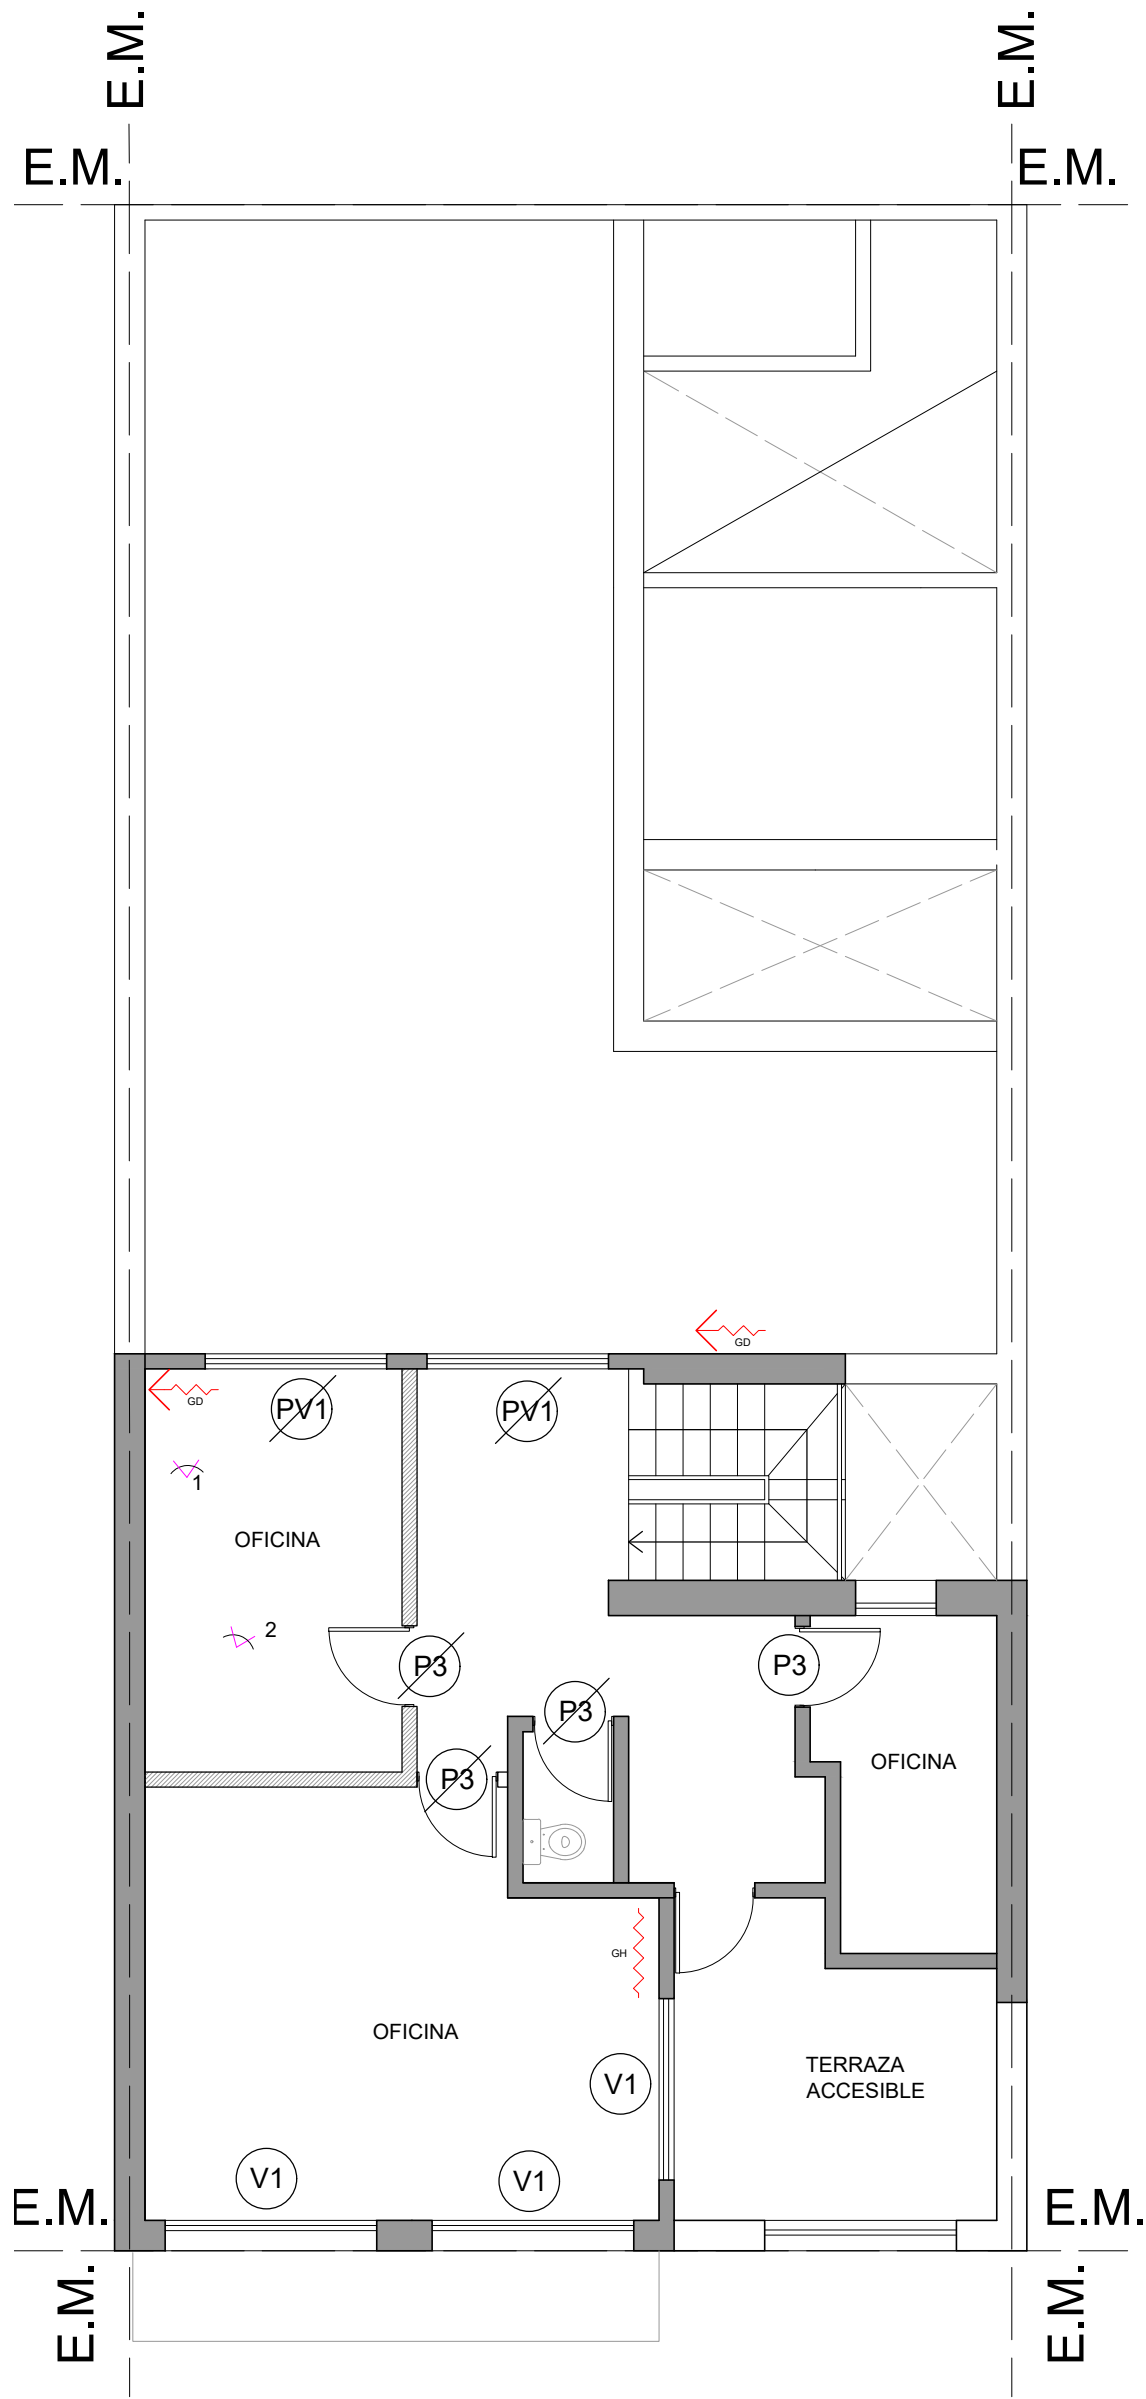 E.M.
E.M.
E.M.
E.M.
GD
GD
PV1
PV1
1
OFICINA
2
P3
P3
P3
P3
OFICINA
GH
OFICINA
TERRAZA
ACCESIBLE
V1
V1
V1
E.M.
E.M.
E.M.
E.M.